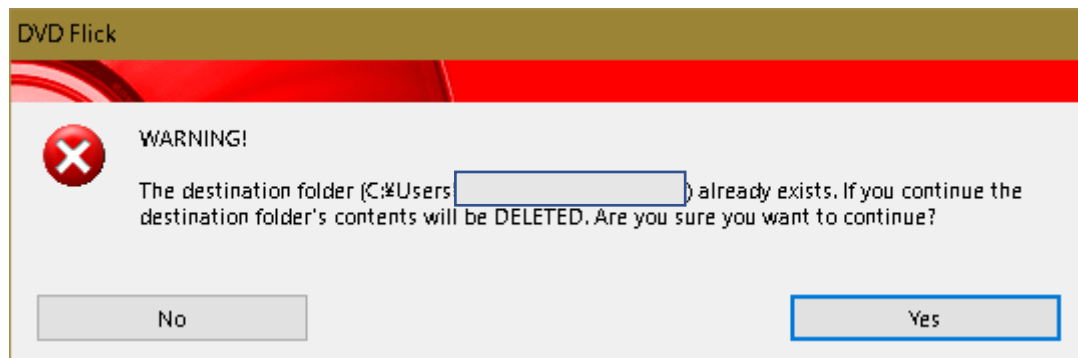 DVD Flick
WARNING!
The destination folder (C:¥Users ) already exists. If you continue the
destination folder's contents will be DELETED. Are you sure you want to continue?
No
Yes